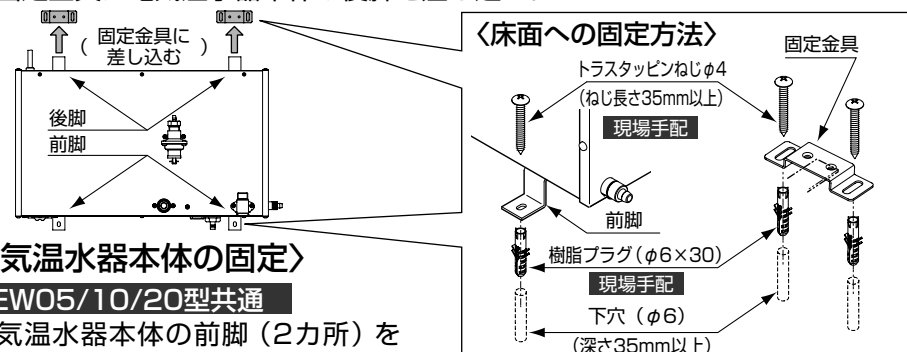 固定金具に
差し込む
後脚
前脚
気温水器本体の固定〉
EW05/10/20型共通
気温水器本体の前脚（2カ所）を
〈床面への固定方法〉
固定金具
トラスタッピンねじφ4
（ねじ長さ35mm以上）
現場手配
前脚
樹脂プラグ（φ6×30）
現場手配
下穴（φ6）
（深さ35mm以上）